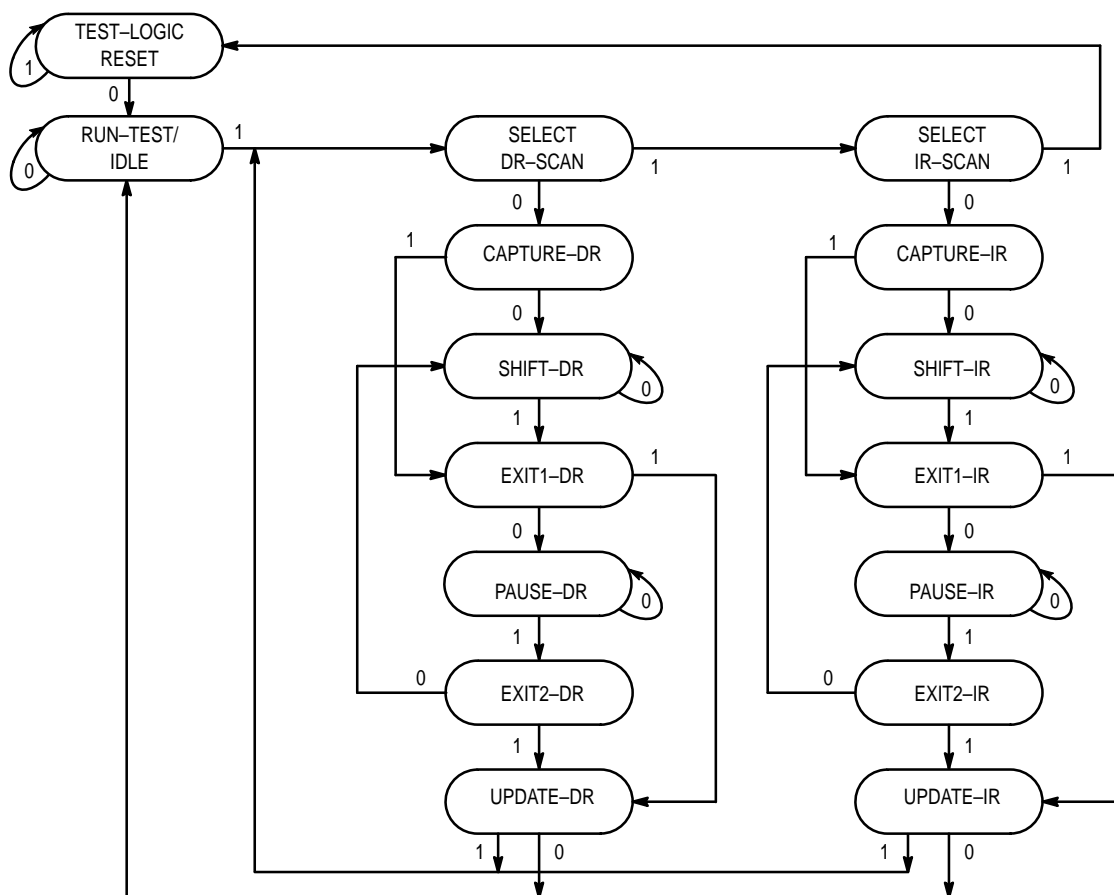 TEST–LOGIC
RESET
1
0
RUN–TEST/
IDLE
0
1
SELECT
DR–SCAN
1
SELECT
IR–SCAN
1
0
0
1
CAPTURE–DR
1
CAPTURE–IR
0
0
SHIFT–DR
0
SHIFT–IR
0
1
1
EXIT1–DR
1
EXIT1–IR
1
0
0
PAUSE–DR
0
PAUSE–IR
0
1
1
0
EXIT2–DR
0
EXIT2–IR
1
1
UPDATE–DR
UPDATE–IR
1
0
1
0